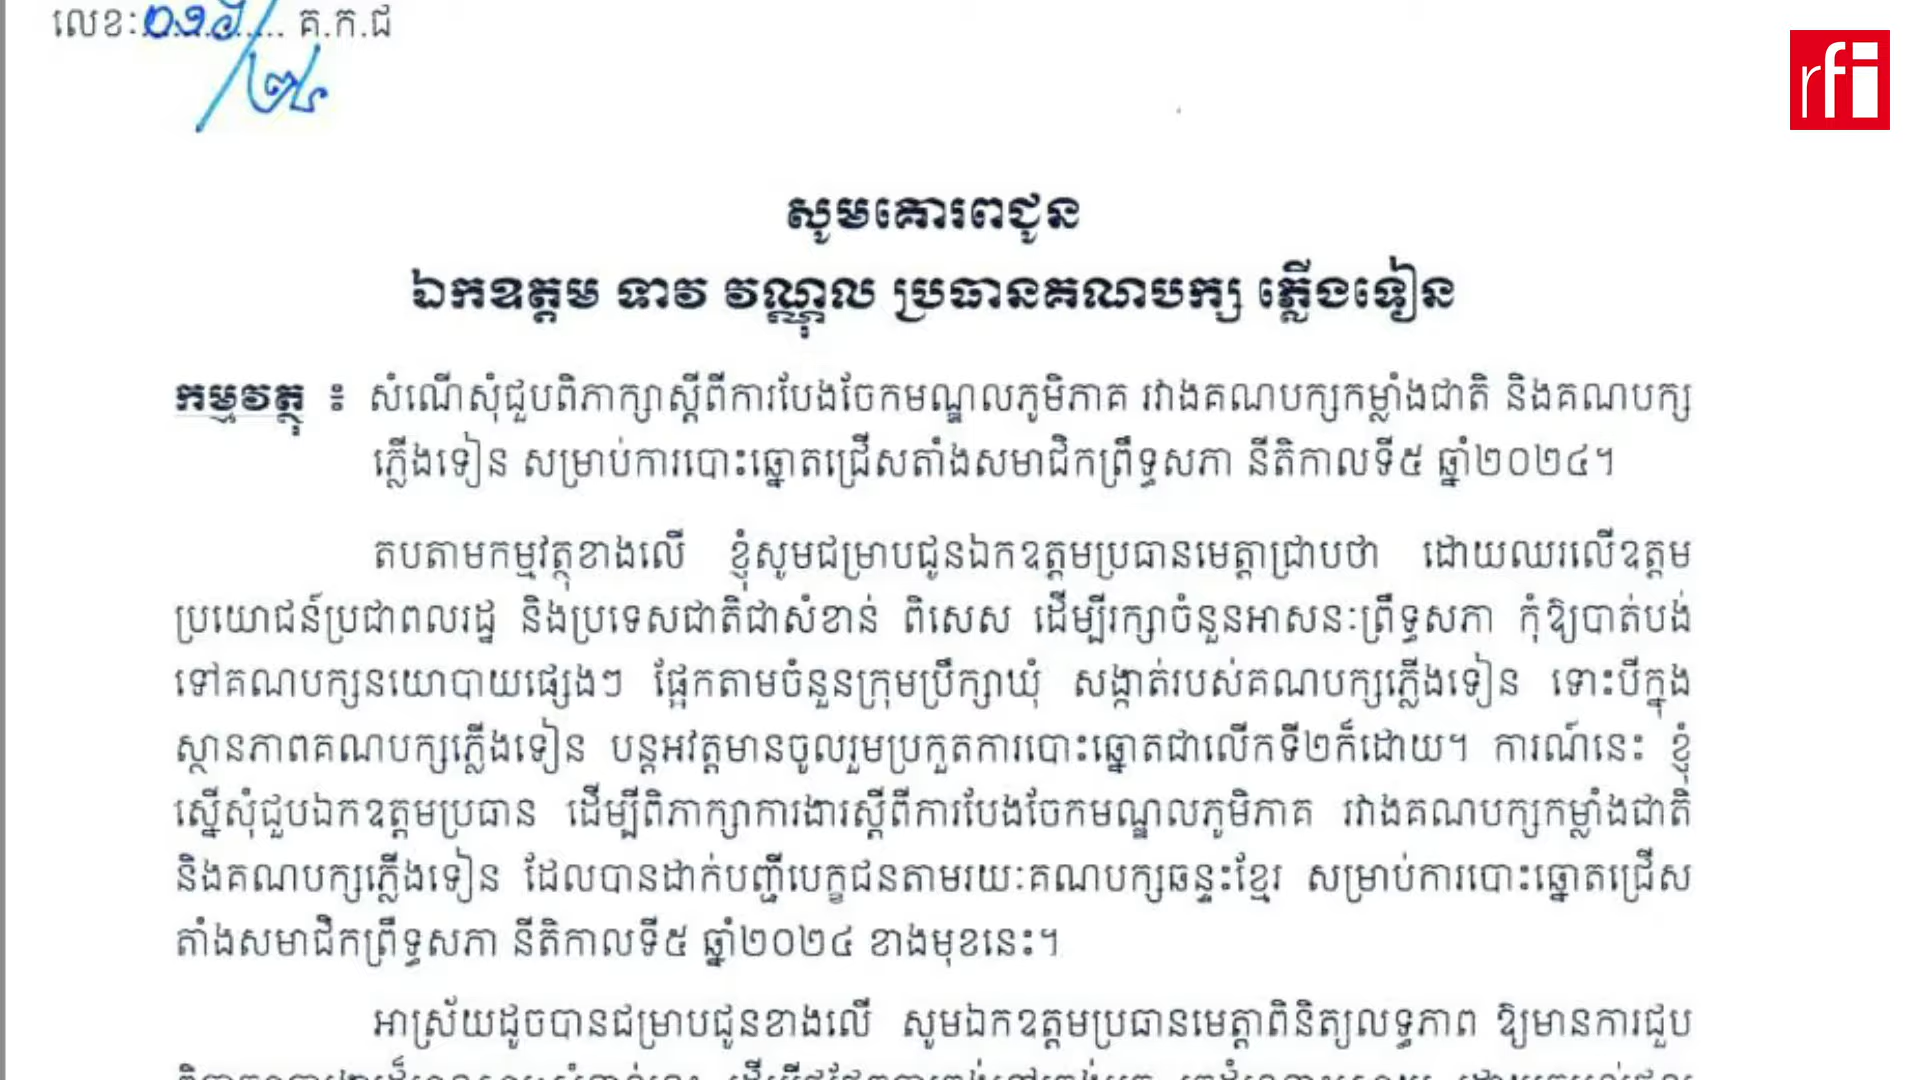 លេខ:០១៦/២៤ គ.ក.ជ
rfi
សូមគោរពជូន
ឯកឧត្តម ទាវ វណ្ណុល ប្រធានគណបក្ស ភ្លើងទៀន
កម្មវត្ថុ ៖ សំណើសុំជួបពិភាក្សាស្តីពីការបែងចែកមណ្ឌលភូមិភាគ រវាងគណបក្សកម្លាំងជាតិ និងគណបក្ស
ភ្លើងទៀន សម្រាប់ការបោះឆ្នោតជ្រើសតាំងសមាជិកព្រឹទ្ធសភា នីតិកាលទី៥ ឆ្នាំ២០២៤។
តបតាមកម្មវត្ថុខាងលើ ខ្ញុំសូមជម្រាបជូនឯកឧត្តមប្រធានមេត្តាជ្រាបថា ដោយឈរលើឧត្តម
ប្រយោជន៍ប្រជាពលរដ្ឋ និងប្រទេសជាតិជាសំខាន់ ពិសេស ដើម្បីរក្សាចំនួនអាសនៈព្រឹទ្ធសភា កុំឱ្យបាត់បង់
ទៅគណបក្សនយោបាយផ្សេងៗ ផ្អែកតាមចំនួនក្រុមប្រឹក្សាឃុំ សង្កាត់របស់គណបក្សភ្លើងទៀន ទោះបីក្នុង
ស្ថានភាពគណបក្សភ្លើងទៀន បន្តអវត្តមានចូលរួមប្រកួតការបោះឆ្នោតជាលើកទី២ក៏ដោយ។ ការណ៍នេះ ខ្ញុំ
ស្នើសុំជួបឯកឧត្តមប្រធាន ដើម្បីពិភាក្សាការងារស្តីពីការបែងចែកមណ្ឌលភូមិភាគ រវាងគណបក្សកម្លាំងជាតិ
និងគណបក្សភ្លើងទៀន ដែលបានដាក់បញ្ជីបេក្ខជនតាមរយៈគណបក្សឆន្ទះខ្មែរ សម្រាប់ការបោះឆ្នោតជ្រើស
តាំងសមាជិកព្រឹទ្ធសភា នីតិកាលទី៥ ឆ្នាំ២០២៤ ខាងមុខនេះ។
អាស្រ័យដូចបានជម្រាបជូនខាងលើ សូមឯកឧត្តមប្រធានមេត្តាពិនិត្យលទ្ធភាព ឱ្យមានការជួប